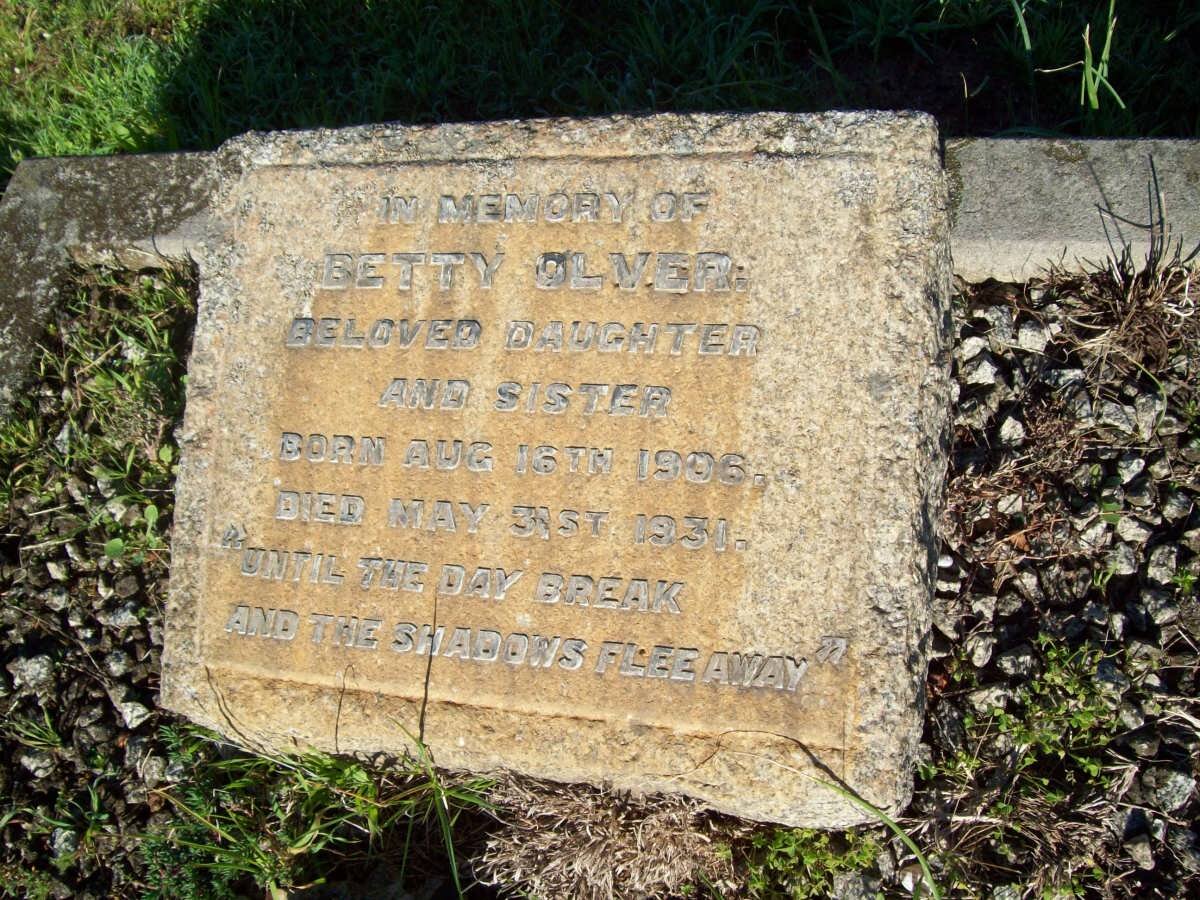 IN MEMORY OF
BETTY OLVER.
BELOVED DAUGHTER
AND SISTER
BORN AUG 16TH 1906.
DIED MAY 31ST 1931.
"UNTIL THE DAY BREAK
AND THE SHADOWS FLEE AWAY"